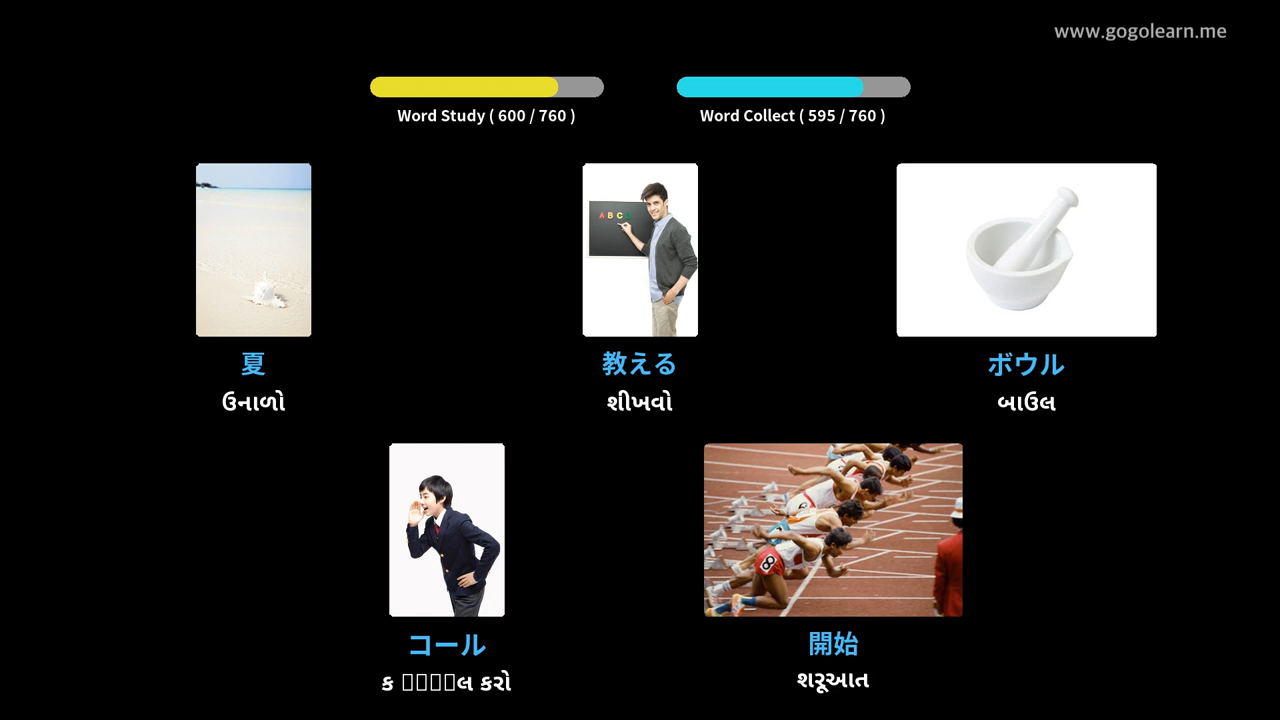 www.gogolearn.me
Word Study ( 600 / 760 )
Word Collect ( 595 / 760 )
A B C
夏
教える
ボウル
ઉનાળો
શીખવો
બાઉલ
8
コール
開始
ક □□□□લ કરો
શરૂઆત